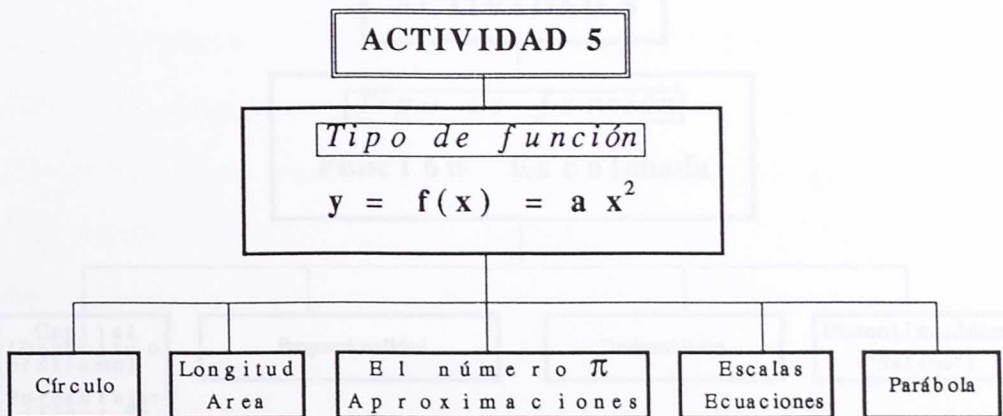 ACTIVIDAD 5
Tipo de función
y = f(x) = a x²
Círculo
Longitud
Area
El número π
Aproximaciones
Escalas
Ecuaciones
Parábola